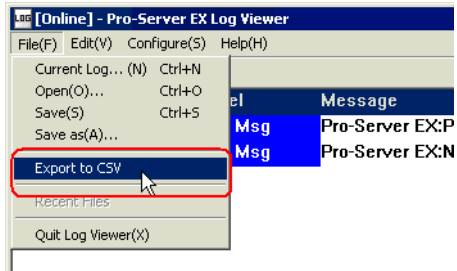 LOG [Online] - Pro-Server EX Log Viewer
File(F) Edit(V) Configure(S) Help(H)
Current Log... (N) Ctrl+N
Open(O)... Ctrl+O
Save(S) Ctrl+S
Save as(A)...
Export to CSV
Recent Files
Quit Log Viewer(X)
el Message
Msg Pro-Server EX:P
Msg Pro-Server EX:N